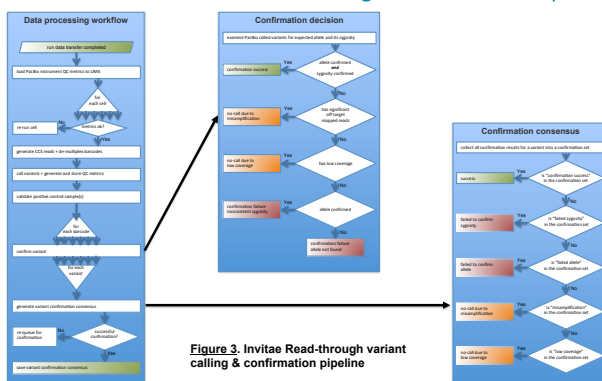 Data processing workflow
run data transfer completed
load PacBio instrument QC metrics to LIMS
for
each cell
No
re-run cell
metrics ok?
Yes
generate CCS reads + de-multiplex barcodes
call variants + generate and store QC metrics
validate positive control sample(s)
for
each barcode
confirm variant
for each
variant
generate variant confirmation consensus
re-queue for
confirmation
No
successful
confirmation?
Yes
save variant confirmation consensus
Confirmation decision
examine PacBio called variants for expected allele and its zygosity
confirmation success
Yes
allele confirmed
and
zygosity confirmed
No
no-call due to
misamplification
Yes
has significant
off-target
mapped reads
No
no-call due to
low coverage
Yes
has low coverage
No
confirmation failure
inconsistent zygosity
Yes
allele confirmed
No
confirmation failure
allele not found
Confirmation consensus
collect all confirmation results for a variant into a confirmation set
success
Yes
is "confirmation success"
in the confirmation set
No
failed to confirm
zygosity
Yes
is "failed zygosity"
in the confirmation set
No
failed to confirm
allele
Yes
is "failed allele"
in the confirmation set
No
no-call due to
misamplification
Yes
is "misamplification"
in the confirmation set
No
no-call due to
low coverage
Yes
is "low coverage"
in the confirmation set
Figure 3. Invitae Read-through variant
calling & confirmation pipeline